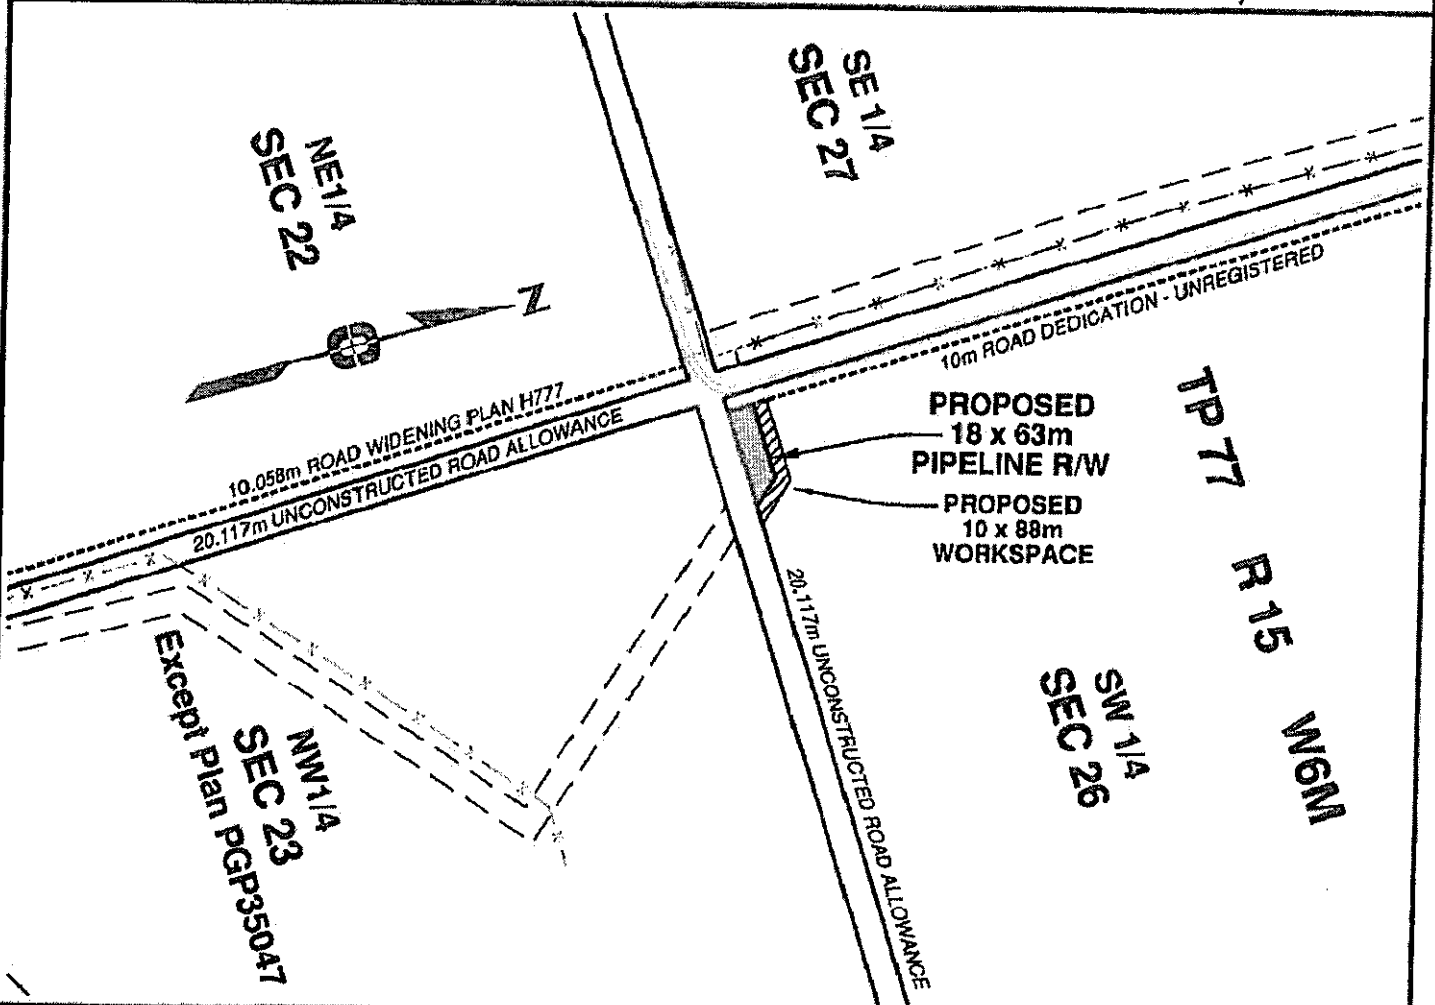 SE 1/4
SEC 27
NE1/4
SEC 22
N
10m ROAD DEDICATION - UNREGISTERED
10.058m ROAD WIDENING PLAN H777
20.117m UNCONSTRUCTED ROAD ALLOWANCE
PROPOSED
18 x 63m
PIPELINE R/W
PROPOSED
10 x 88m
WORKSPACE
TP 77 R 15 W6M
20.117m UNCONSTRUCTED ROAD ALLOWANCE
SW 1/4
SEC 26
NW1/4
SEC 23
Except Plan PGP35047